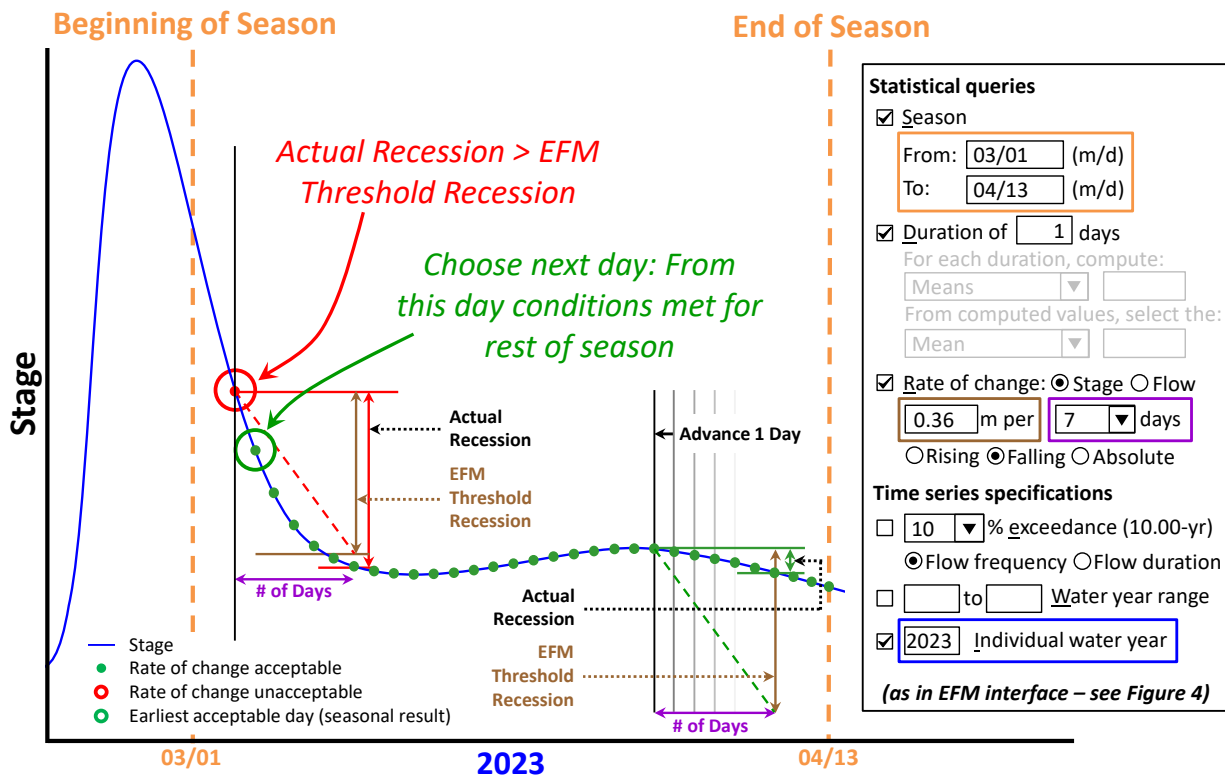 Beginning of Season
End of Season
Stage
Actual Recession > EFM
Threshold Recession
Choose next day: From
this day conditions met for
rest of season
Actual
Recession
EFM
Threshold
Recession
Advance 1 Day
# of Days
Actual
Recession
EFM
Threshold
Recession
# of Days
Stage
Rate of change acceptable
Rate of change unacceptable
Earliest acceptable day (seasonal result)
03/01
2023
04/13
Statistical queries
Season
From: 03/01 (m/d)
To: 04/13 (m/d)
Duration of 1 days
For each duration, compute:
Means
From computed values, select the:
Mean
Rate of change: Stage Flow
0.36 m per 7 days
Rising Falling Absolute
Time series specifications
10 % exceedance (10.00-yr)
Flow frequency Flow duration
to Water year range
2023 Individual water year
(as in EFM interface – see Figure 4)